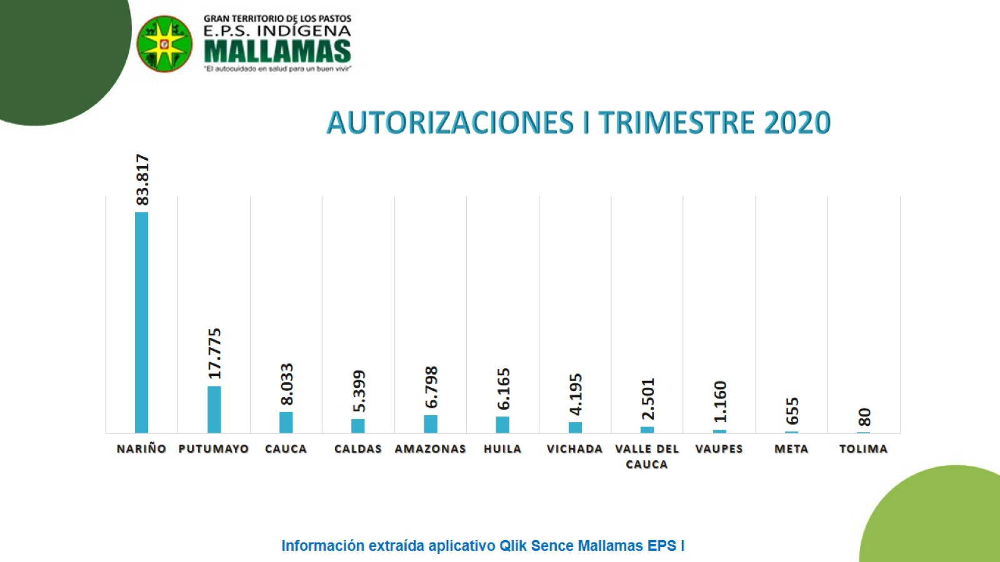 GRAN TERRITORIO DE LOS PASTOS
E.P.S. INDÍGENA
MALLAMAS
"El autocuidado en salud para un buen vivir"
AUTORIZACIONES I TRIMESTRE 2020
83.817
17.775
8.033
5.399
6.798
6.165
4.195
2.501
1.160
655
80
NARIÑO
PUTUMAYO
CAUCA
CALDAS
AMAZONAS
HUILA
VICHADA
VALLE DEL
CAUCA
VAUPES
META
TOLIMA
Información extraída aplicativo Qlik Sence Mallamas EPS I